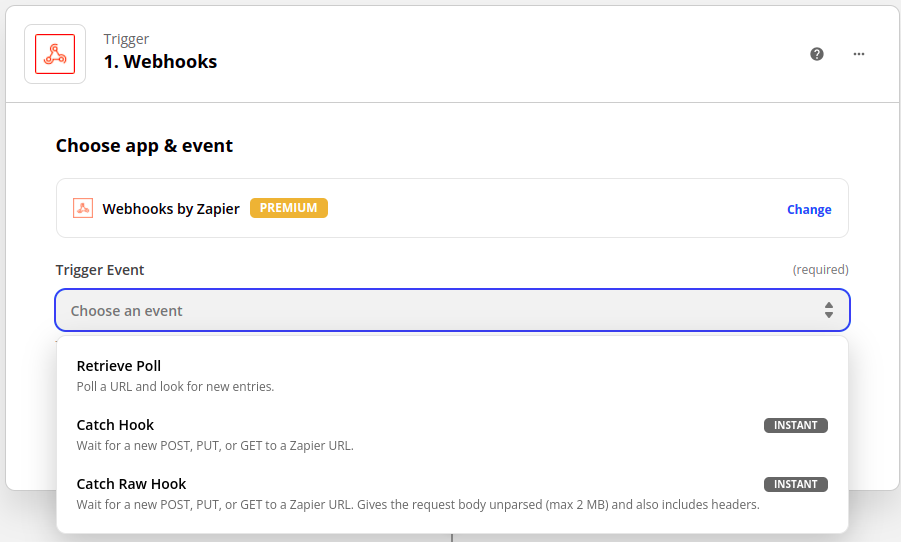 Trigger
1. Webhooks
Choose app & event
Webhooks by Zapier PREMIUM Change
Trigger Event (required)
Choose an event
Retrieve Poll
Poll a URL and look for new entries.
Catch Hook INSTANT
Wait for a new POST, PUT, or GET to a Zapier URL.
Catch Raw Hook INSTANT
Wait for a new POST, PUT, or GET to a Zapier URL. Gives the request body unparsed (max 2 MB) and also includes headers.